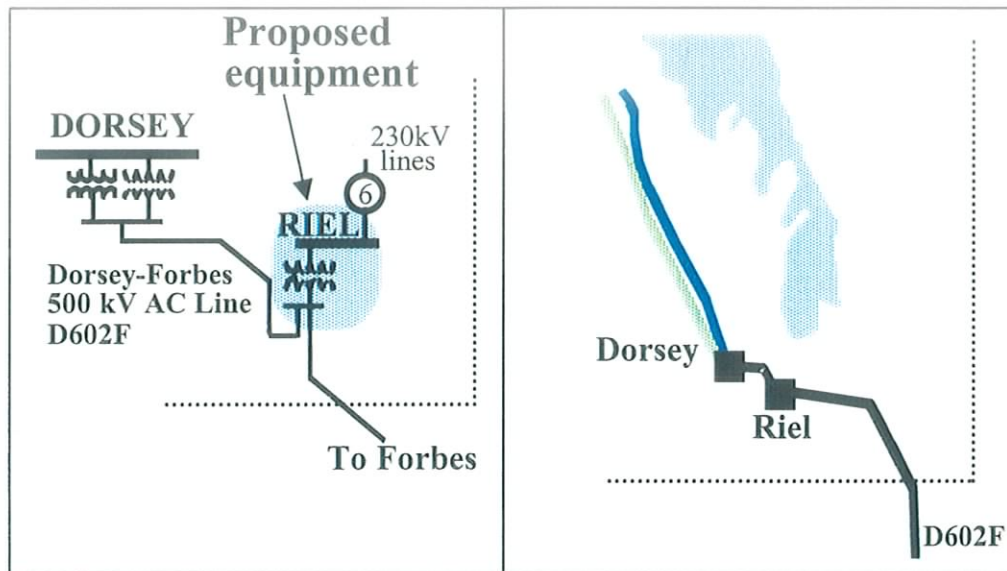 Proposed
equipment
DORSEY
230kV
lines
6
RIEL
Dorsey-Forbes
500 kV AC Line
D602F
To Forbes
Dorsey
Riel
D602F